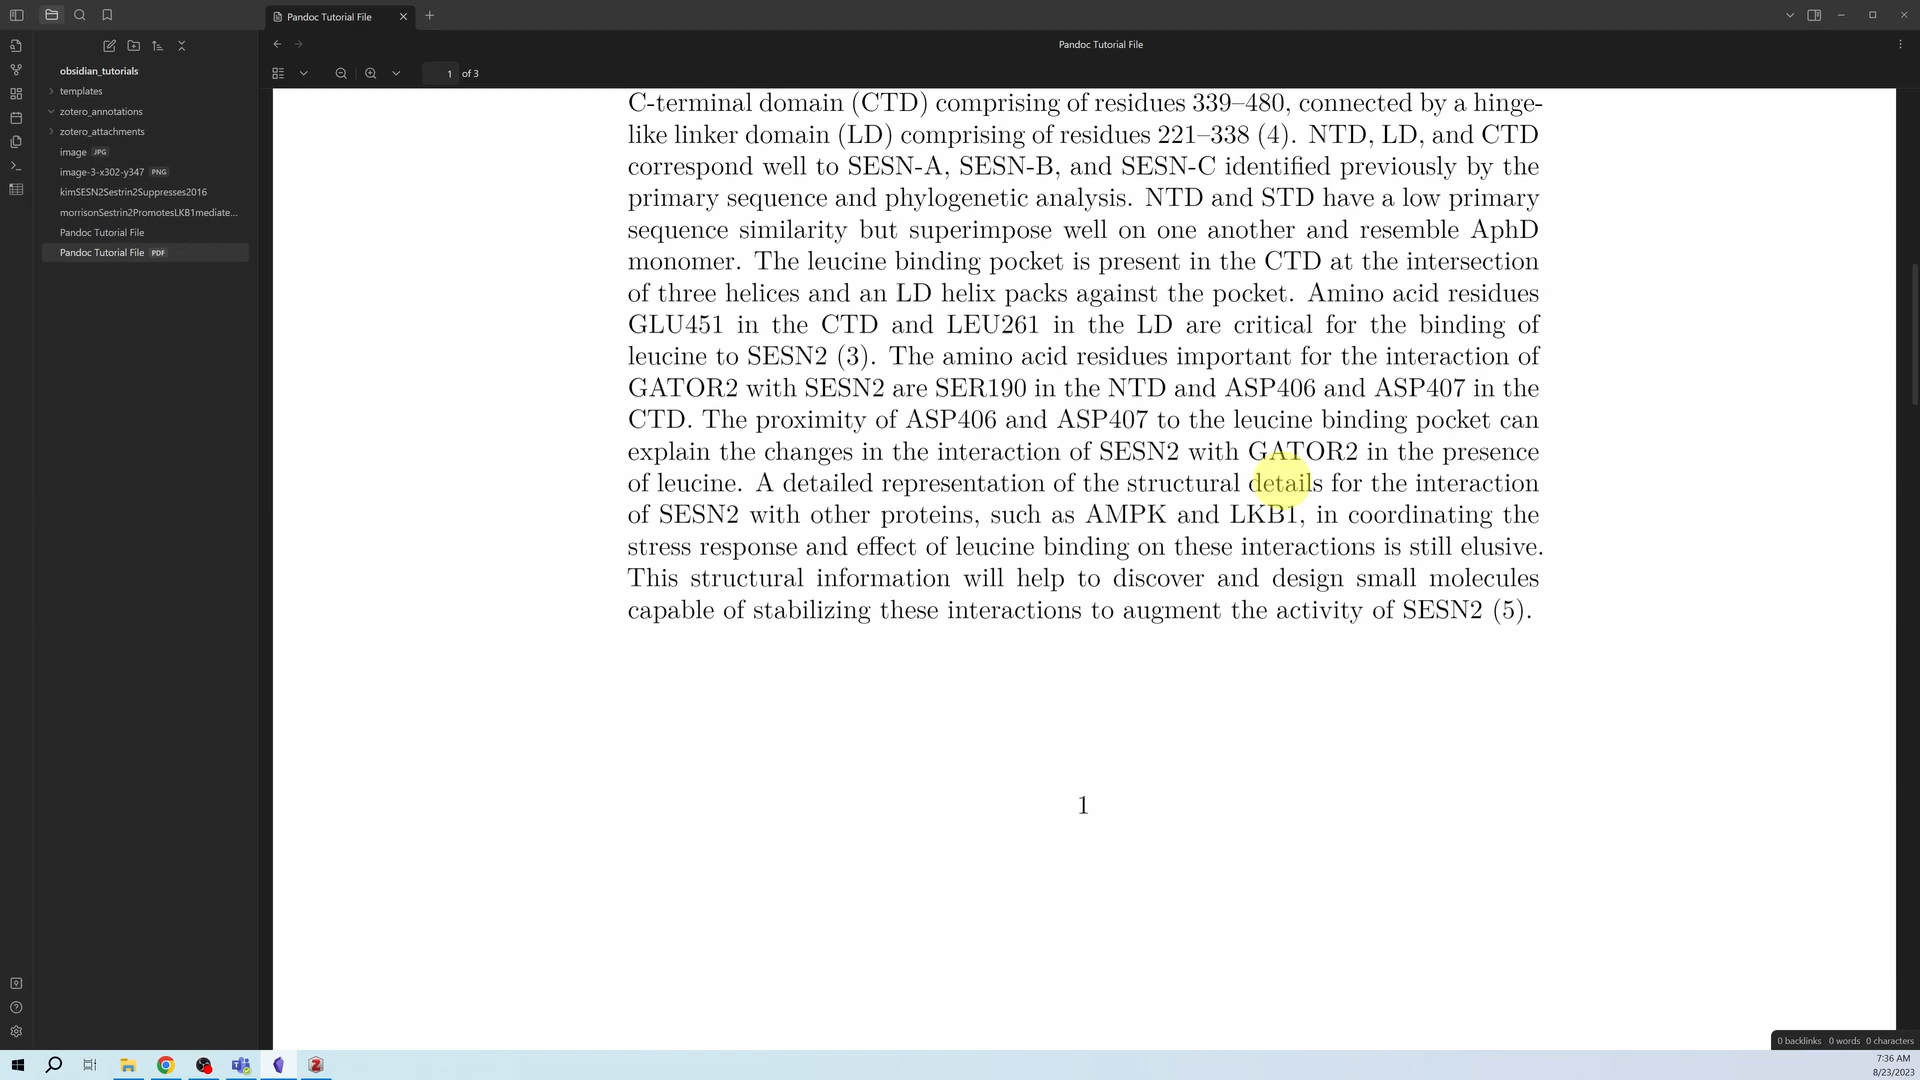 Pandoc Tutorial File
Pandoc Tutorial File
obsidian_tutorials
templates
zotero_annotations
zotero_attachments
image JPG
image-3-x302-y347 PNG
kimSESN2Sestrin2Suppresses2016
morrisonSestrin2PromotesLKB1mediate...
Pandoc Tutorial File
Pandoc Tutorial File PDF
1 of 3
C-terminal domain (CTD) comprising of residues 339–480, connected by a hinge-
like linker domain (LD) comprising of residues 221–338 (4). NTD, LD, and CTD
correspond well to SESN-A, SESN-B, and SESN-C identified previously by the
primary sequence and phylogenetic analysis. NTD and STD have a low primary
sequence similarity but superimpose well on one another and resemble AphD
monomer. The leucine binding pocket is present in the CTD at the intersection
of three helices and an LD helix packs against the pocket. Amino acid residues
GLU451 in the CTD and LEU261 in the LD are critical for the binding of
leucine to SESN2 (3). The amino acid residues important for the interaction of
GATOR2 with SESN2 are SER190 in the NTD and ASP406 and ASP407 in the
CTD. The proximity of ASP406 and ASP407 to the leucine binding pocket can
explain the changes in the interaction of SESN2 with GATOR2 in the presence
of leucine. A detailed representation of the structural details for the interaction
of SESN2 with other proteins, such as AMPK and LKB1, in coordinating the
stress response and effect of leucine binding on these interactions is still elusive.
This structural information will help to discover and design small molecules
capable of stabilizing these interactions to augment the activity of SESN2 (5).
1
0 backlinks 0 words 0 characters
7:36 AM
8/23/2023